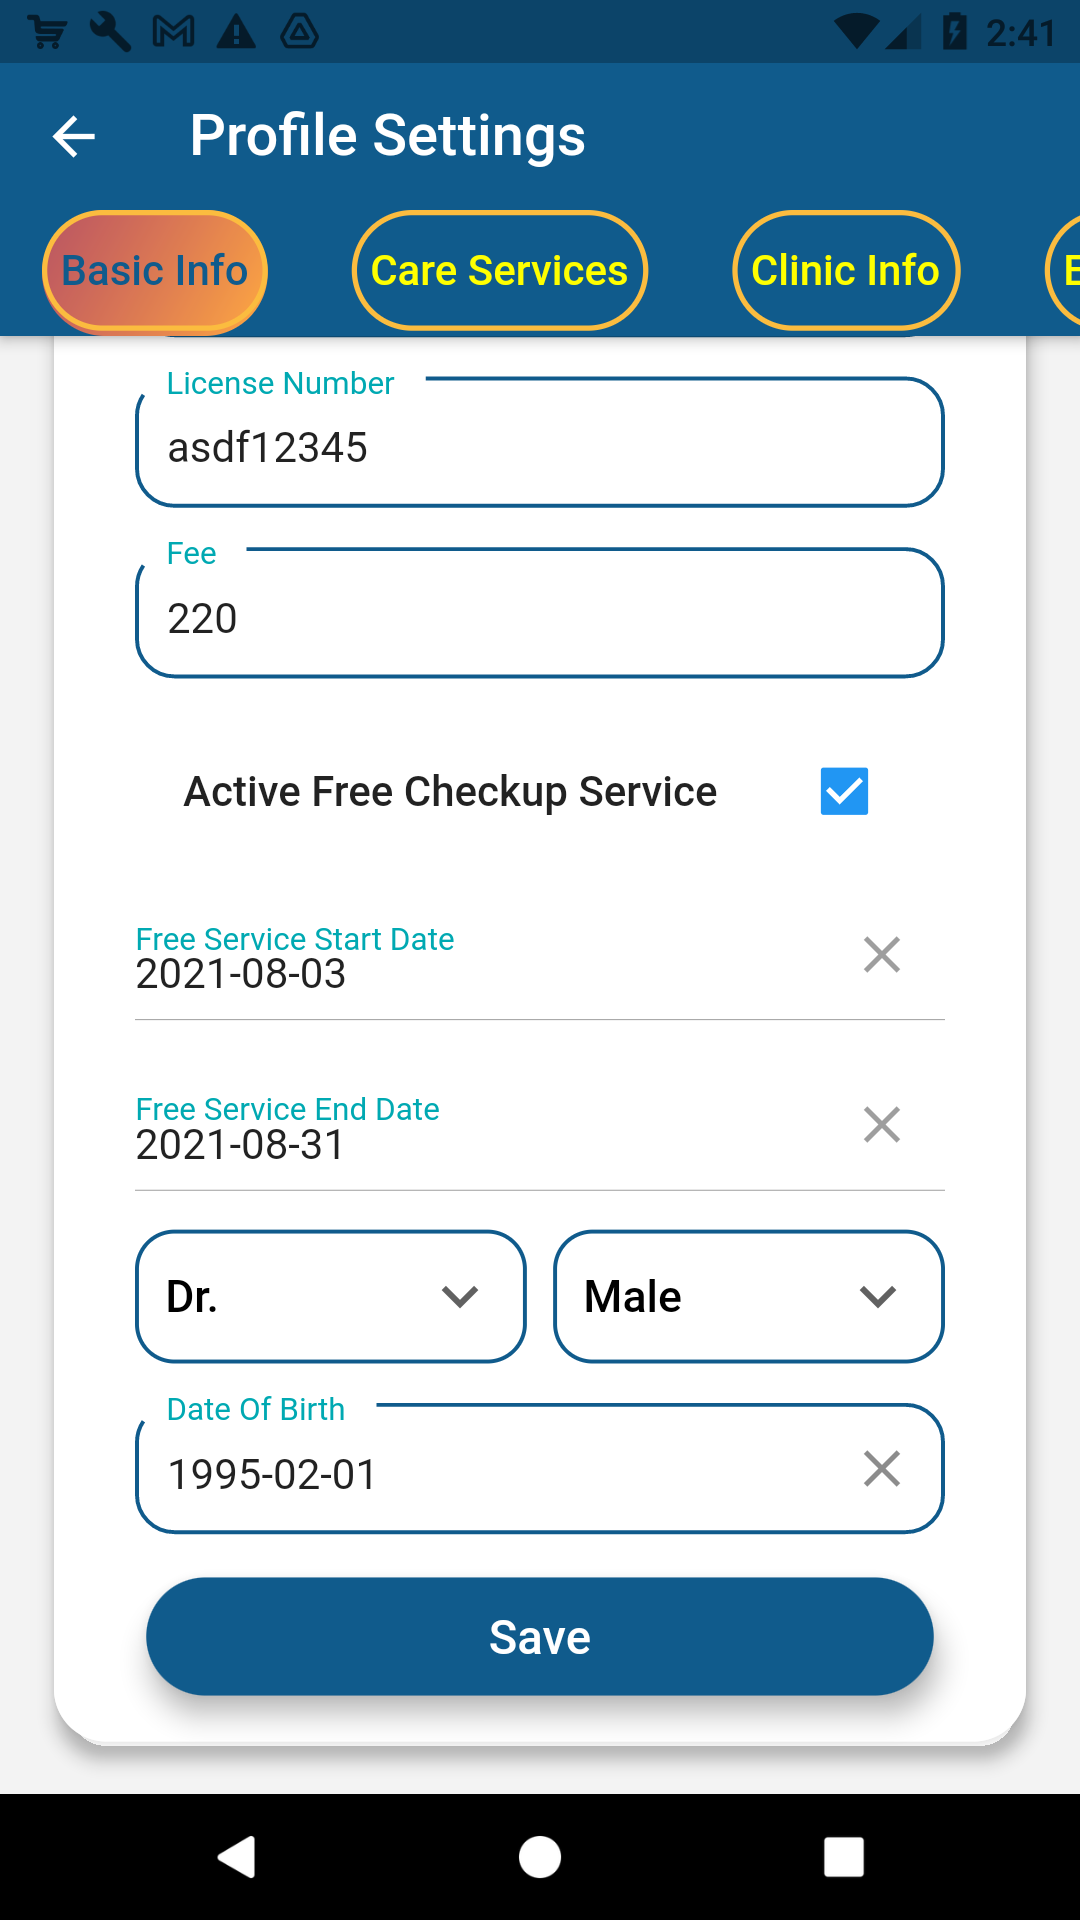 2:41
Profile Settings
Basic Info
Care Services
Clinic Info
E
License Number
asdf12345
Fee
220
Active Free Checkup Service
Free Service Start Date
2021-08-03
Free Service End Date
2021-08-31
Dr.
Male
Date Of Birth
1995-02-01
Save